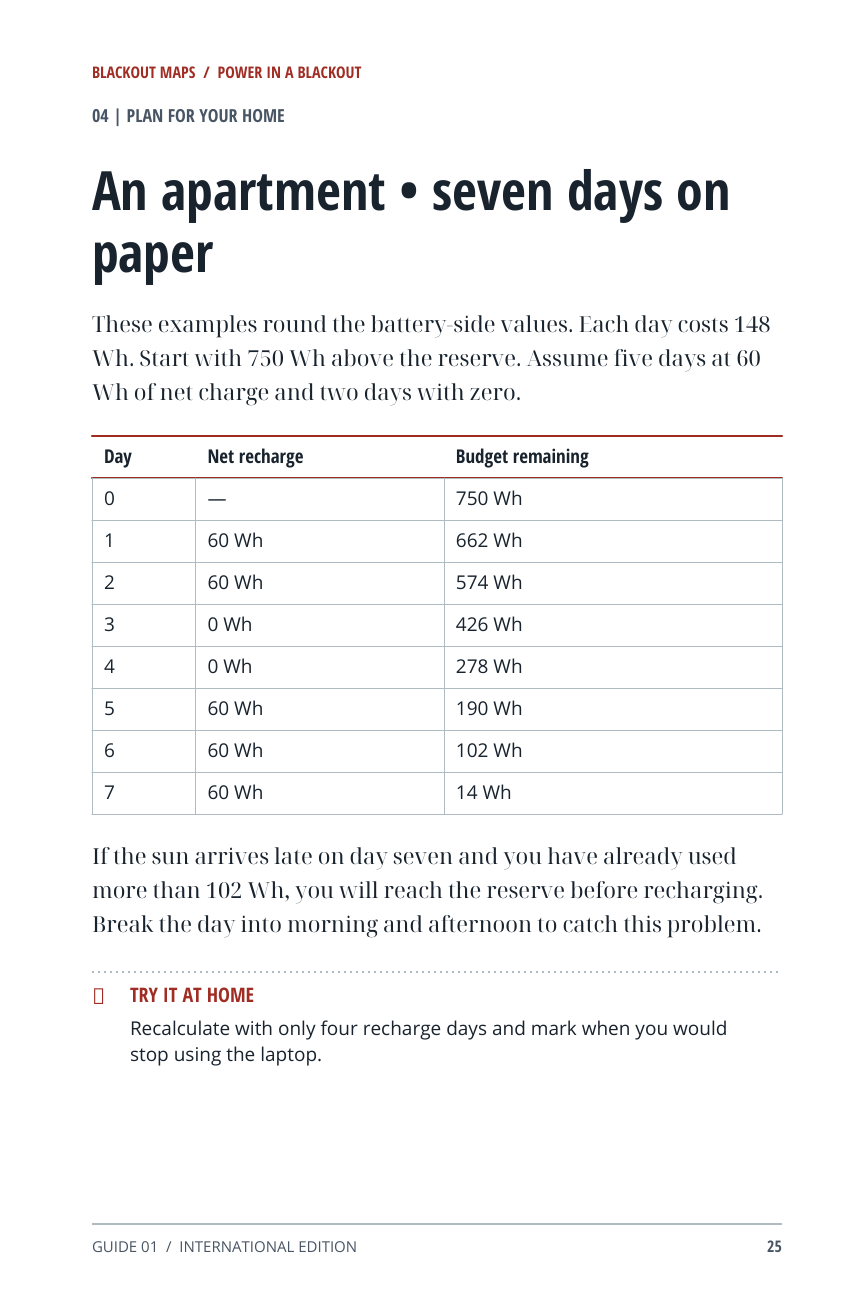 BLACKOUT MAPS / POWER IN A BLACKOUT
04 | PLAN FOR YOUR HOME
An apartment • seven days on
paper
These examples round the battery-side values. Each day costs 148
Wh. Start with 750 Wh above the reserve. Assume five days at 60
Wh of net charge and two days with zero.
Day Net recharge Budget remaining
0 — 750 Wh
1 60 Wh 662 Wh
2 60 Wh 574 Wh
3 0 Wh 426 Wh
4 0 Wh 278 Wh
5 60 Wh 190 Wh
6 60 Wh 102 Wh
7 60 Wh 14 Wh
If the sun arrives late on day seven and you have already used
more than 102 Wh, you will reach the reserve before recharging.
Break the day into morning and afternoon to catch this problem.
TRY IT AT HOME
Recalculate with only four recharge days and mark when you would
stop using the laptop.
GUIDE 01 / INTERNATIONAL EDITION 25